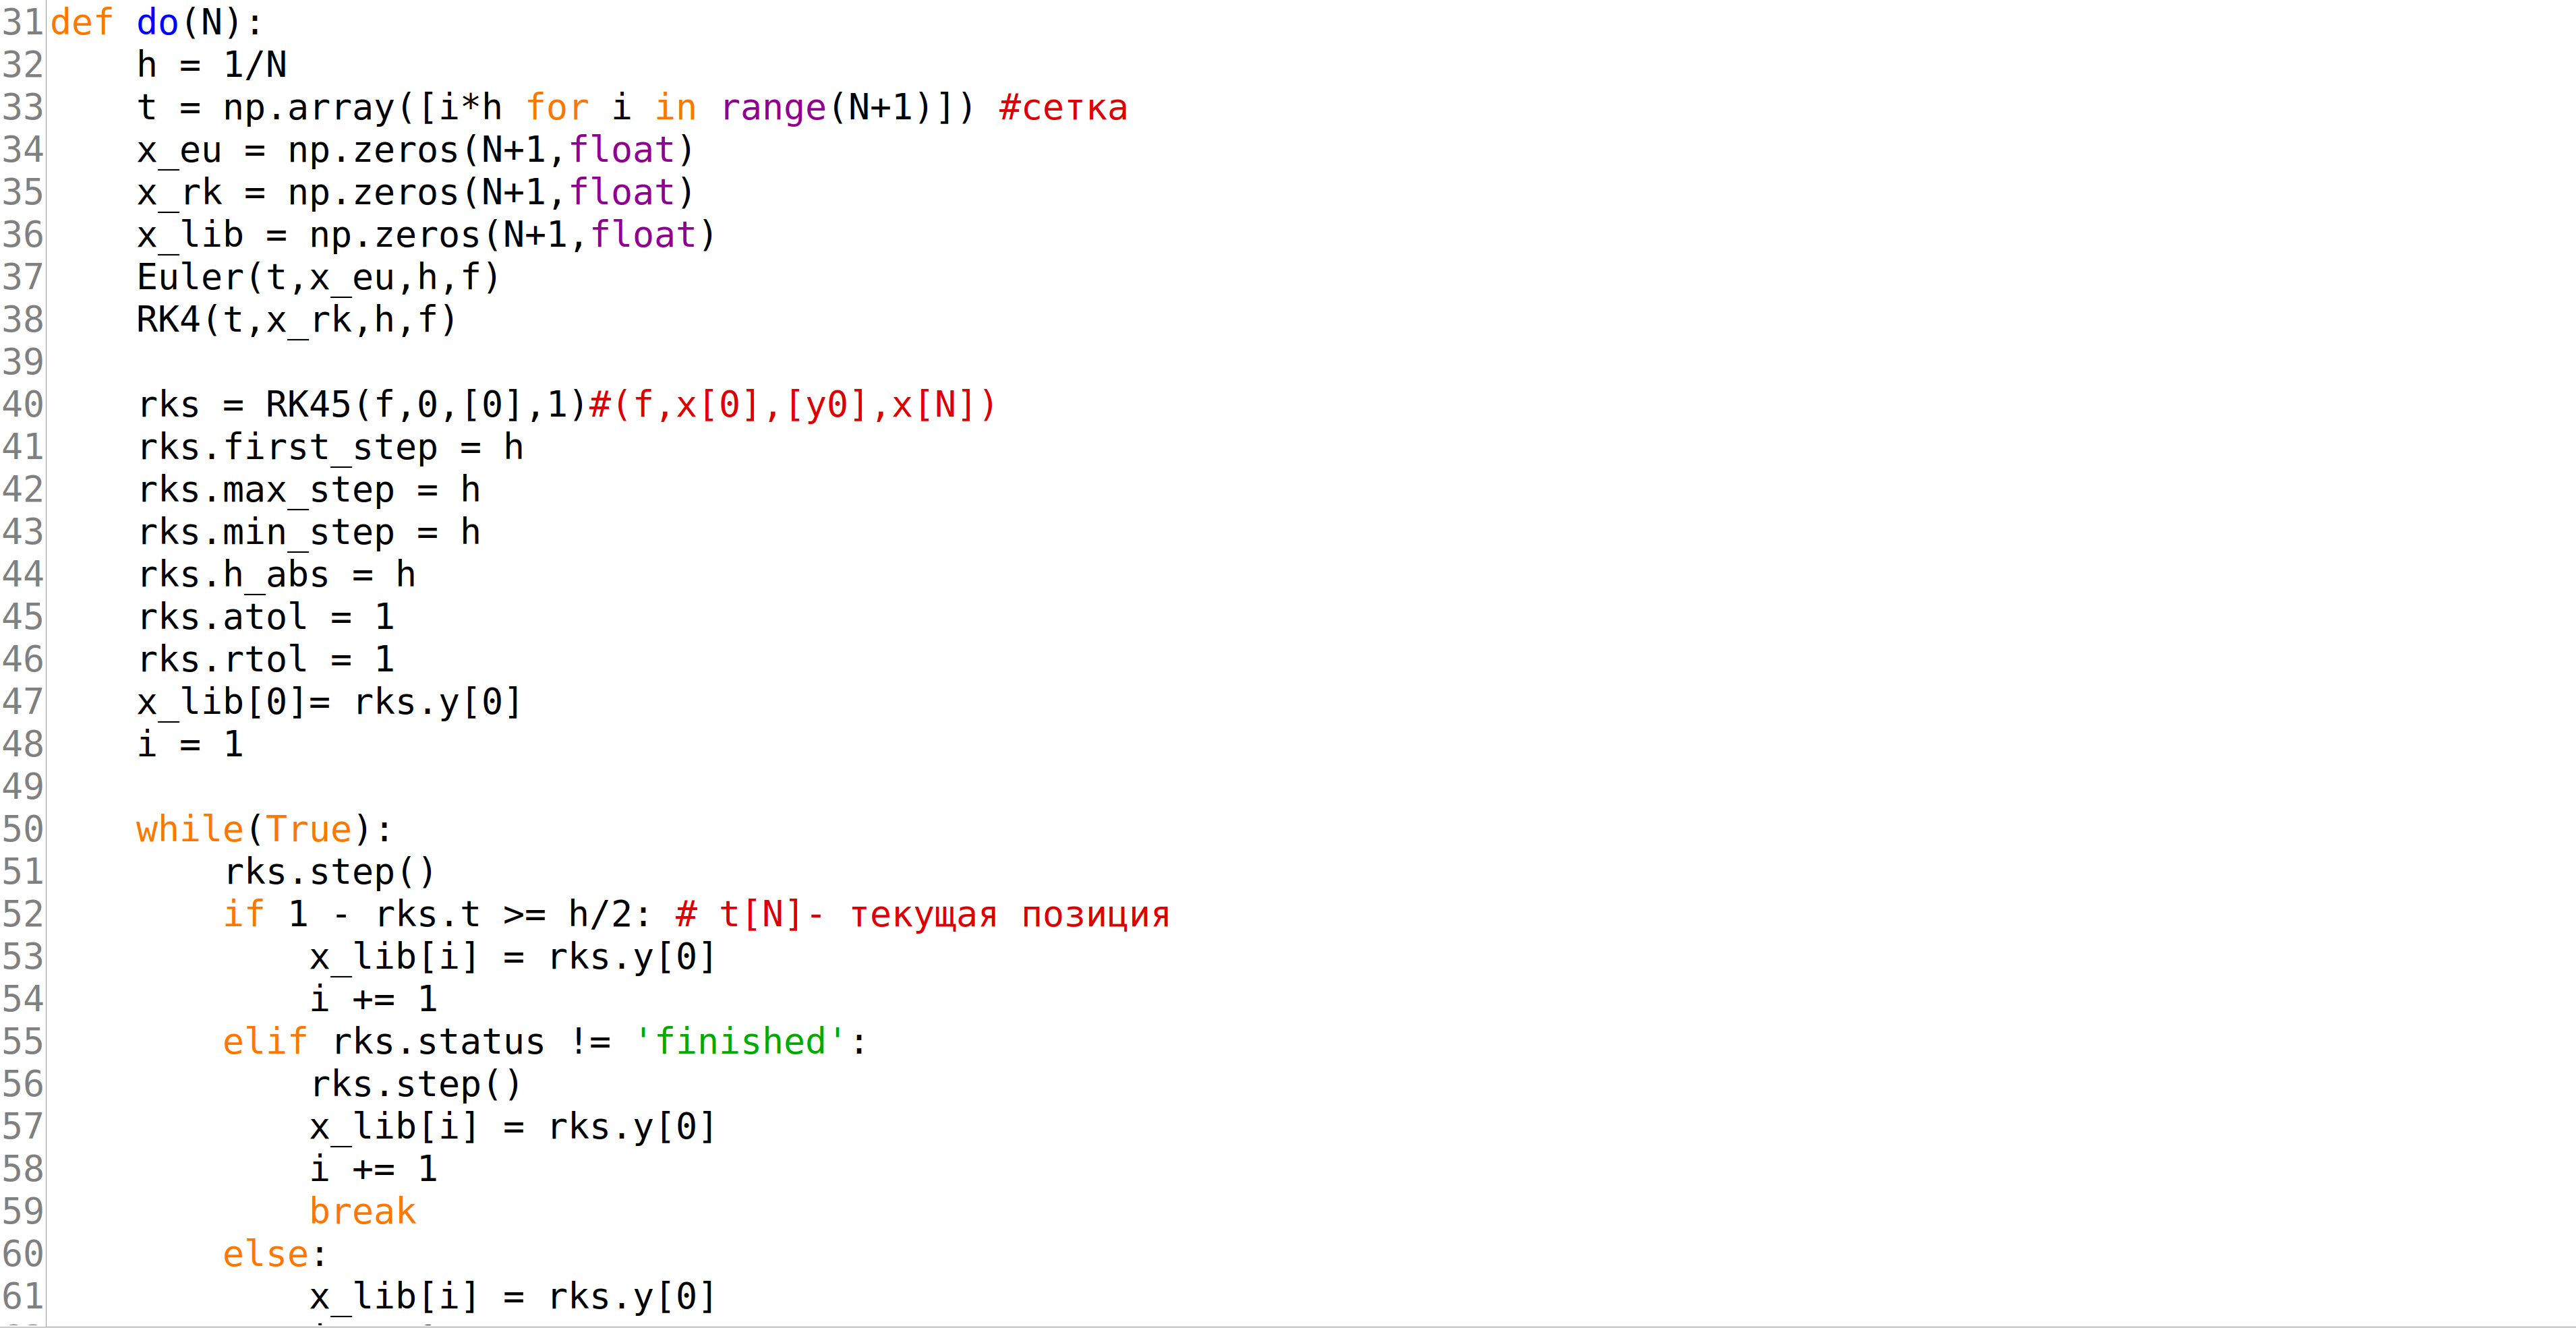 31 def do(N):
32     h = 1/N
33     t = np.array([i*h for i in range(N+1)]) #сетка
34     x_eu = np.zeros(N+1,float)
35     x_rk = np.zeros(N+1,float)
36     x_lib = np.zeros(N+1,float)
37     Euler(t,x_eu,h,f)
38     RK4(t,x_rk,h,f)
39
40     rks = RK45(f,0,[0],1)#(f,x[0],[y0],x[N])
41     rks.first_step = h
42     rks.max_step = h
43     rks.min_step = h
44     rks.h_abs = h
45     rks.atol = 1
46     rks.rtol = 1
47     x_lib[0]= rks.y[0]
48     i = 1
49
50     while(True):
51         rks.step()
52         if 1 - rks.t >= h/2: # t[N]- текущая позиция
53             x_lib[i] = rks.y[0]
54             i += 1
55         elif rks.status != 'finished':
56             rks.step()
57             x_lib[i] = rks.y[0]
58             i += 1
59             break
60         else:
61             x_lib[i] = rks.y[0]